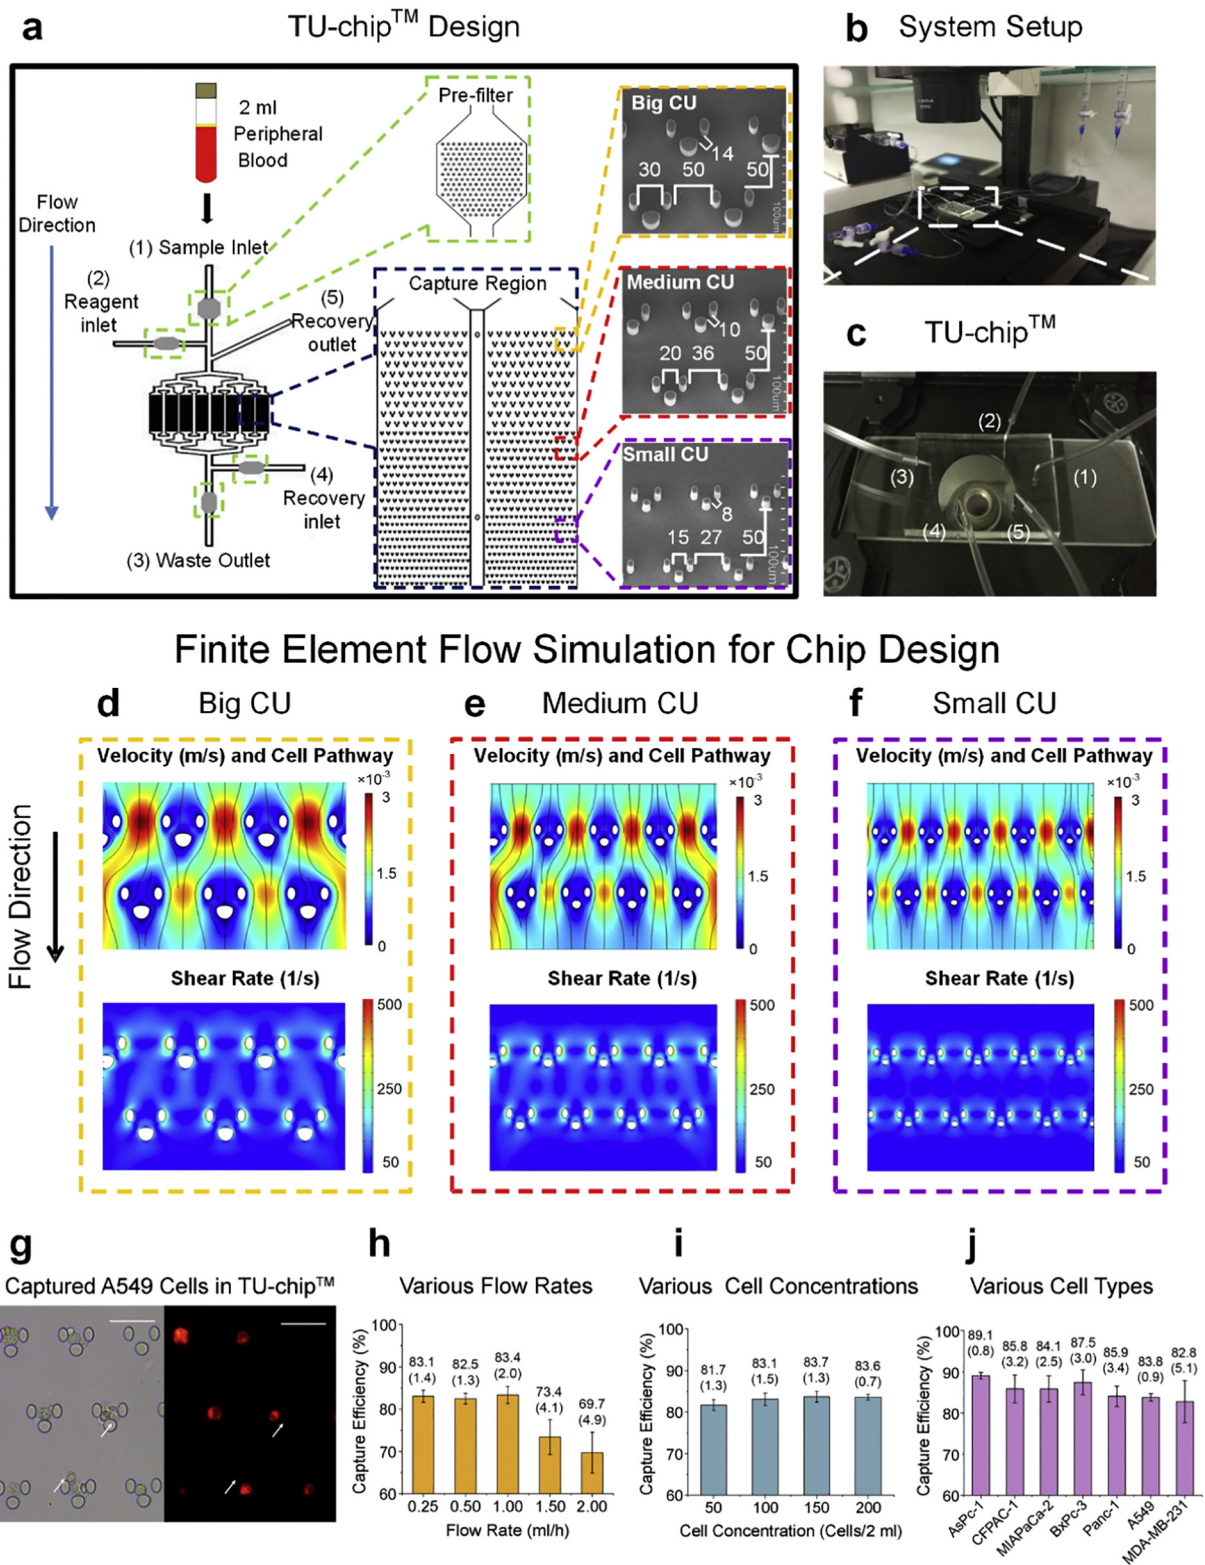 a
TU-chip™ Design
2 ml
Peripheral
Blood
Flow
Direction
(1) Sample Inlet
(2)
Reagent
inlet
(5)
Recovery
outlet
(4)
Recovery
inlet
(3) Waste Outlet
Pre-filter
Capture Region
Big CU
14
30
50
50
100um
Medium CU
10
20
36
50
100um
Small CU
8
15
27
50
100um
b
System Setup
c
TU-chip™
(2)
(3)
(1)
(4)
(5)
Finite Element Flow Simulation for Chip Design
Flow Direction
d
Big CU
Velocity (m/s) and Cell Pathway
×10⁻³
3
1.5
0
Shear Rate (1/s)
500
250
50
e
Medium CU
Velocity (m/s) and Cell Pathway
×10⁻³
3
1.5
0
Shear Rate (1/s)
500
250
50
f
Small CU
Velocity (m/s) and Cell Pathway
×10⁻³
3
1.5
0
Shear Rate (1/s)
500
250
50
g
Captured A549 Cells in TU-chip™
h
Various Flow Rates
Capture Efficiency (%)
100
90
80
70
60
83.1
(1.4)
82.5
(1.3)
83.4
(2.0)
73.4
(4.1)
69.7
(4.9)
0.25 0.50 1.00 1.50 2.00
Flow Rate (ml/h)
i
Various Cell Concentrations
Capture Efficiency (%)
100
90
80
70
60
81.7
(1.3)
83.1
(1.5)
83.7
(1.3)
83.6
(0.7)
50 100 150 200
Cell Concentration (Cells/2 ml)
j
Various Cell Types
Capture Efficiency (%)
100
90
80
70
60
89.1
(0.8)
85.8
(3.2)
84.1
(2.5)
87.5
(3.0)
85.9
(3.4)
83.8
(0.9)
82.8
(5.1)
AsPc-1
CFPAC-1
MIAPaCa-2
BxPc-3
Panc-1
A549
MDA-MB-231